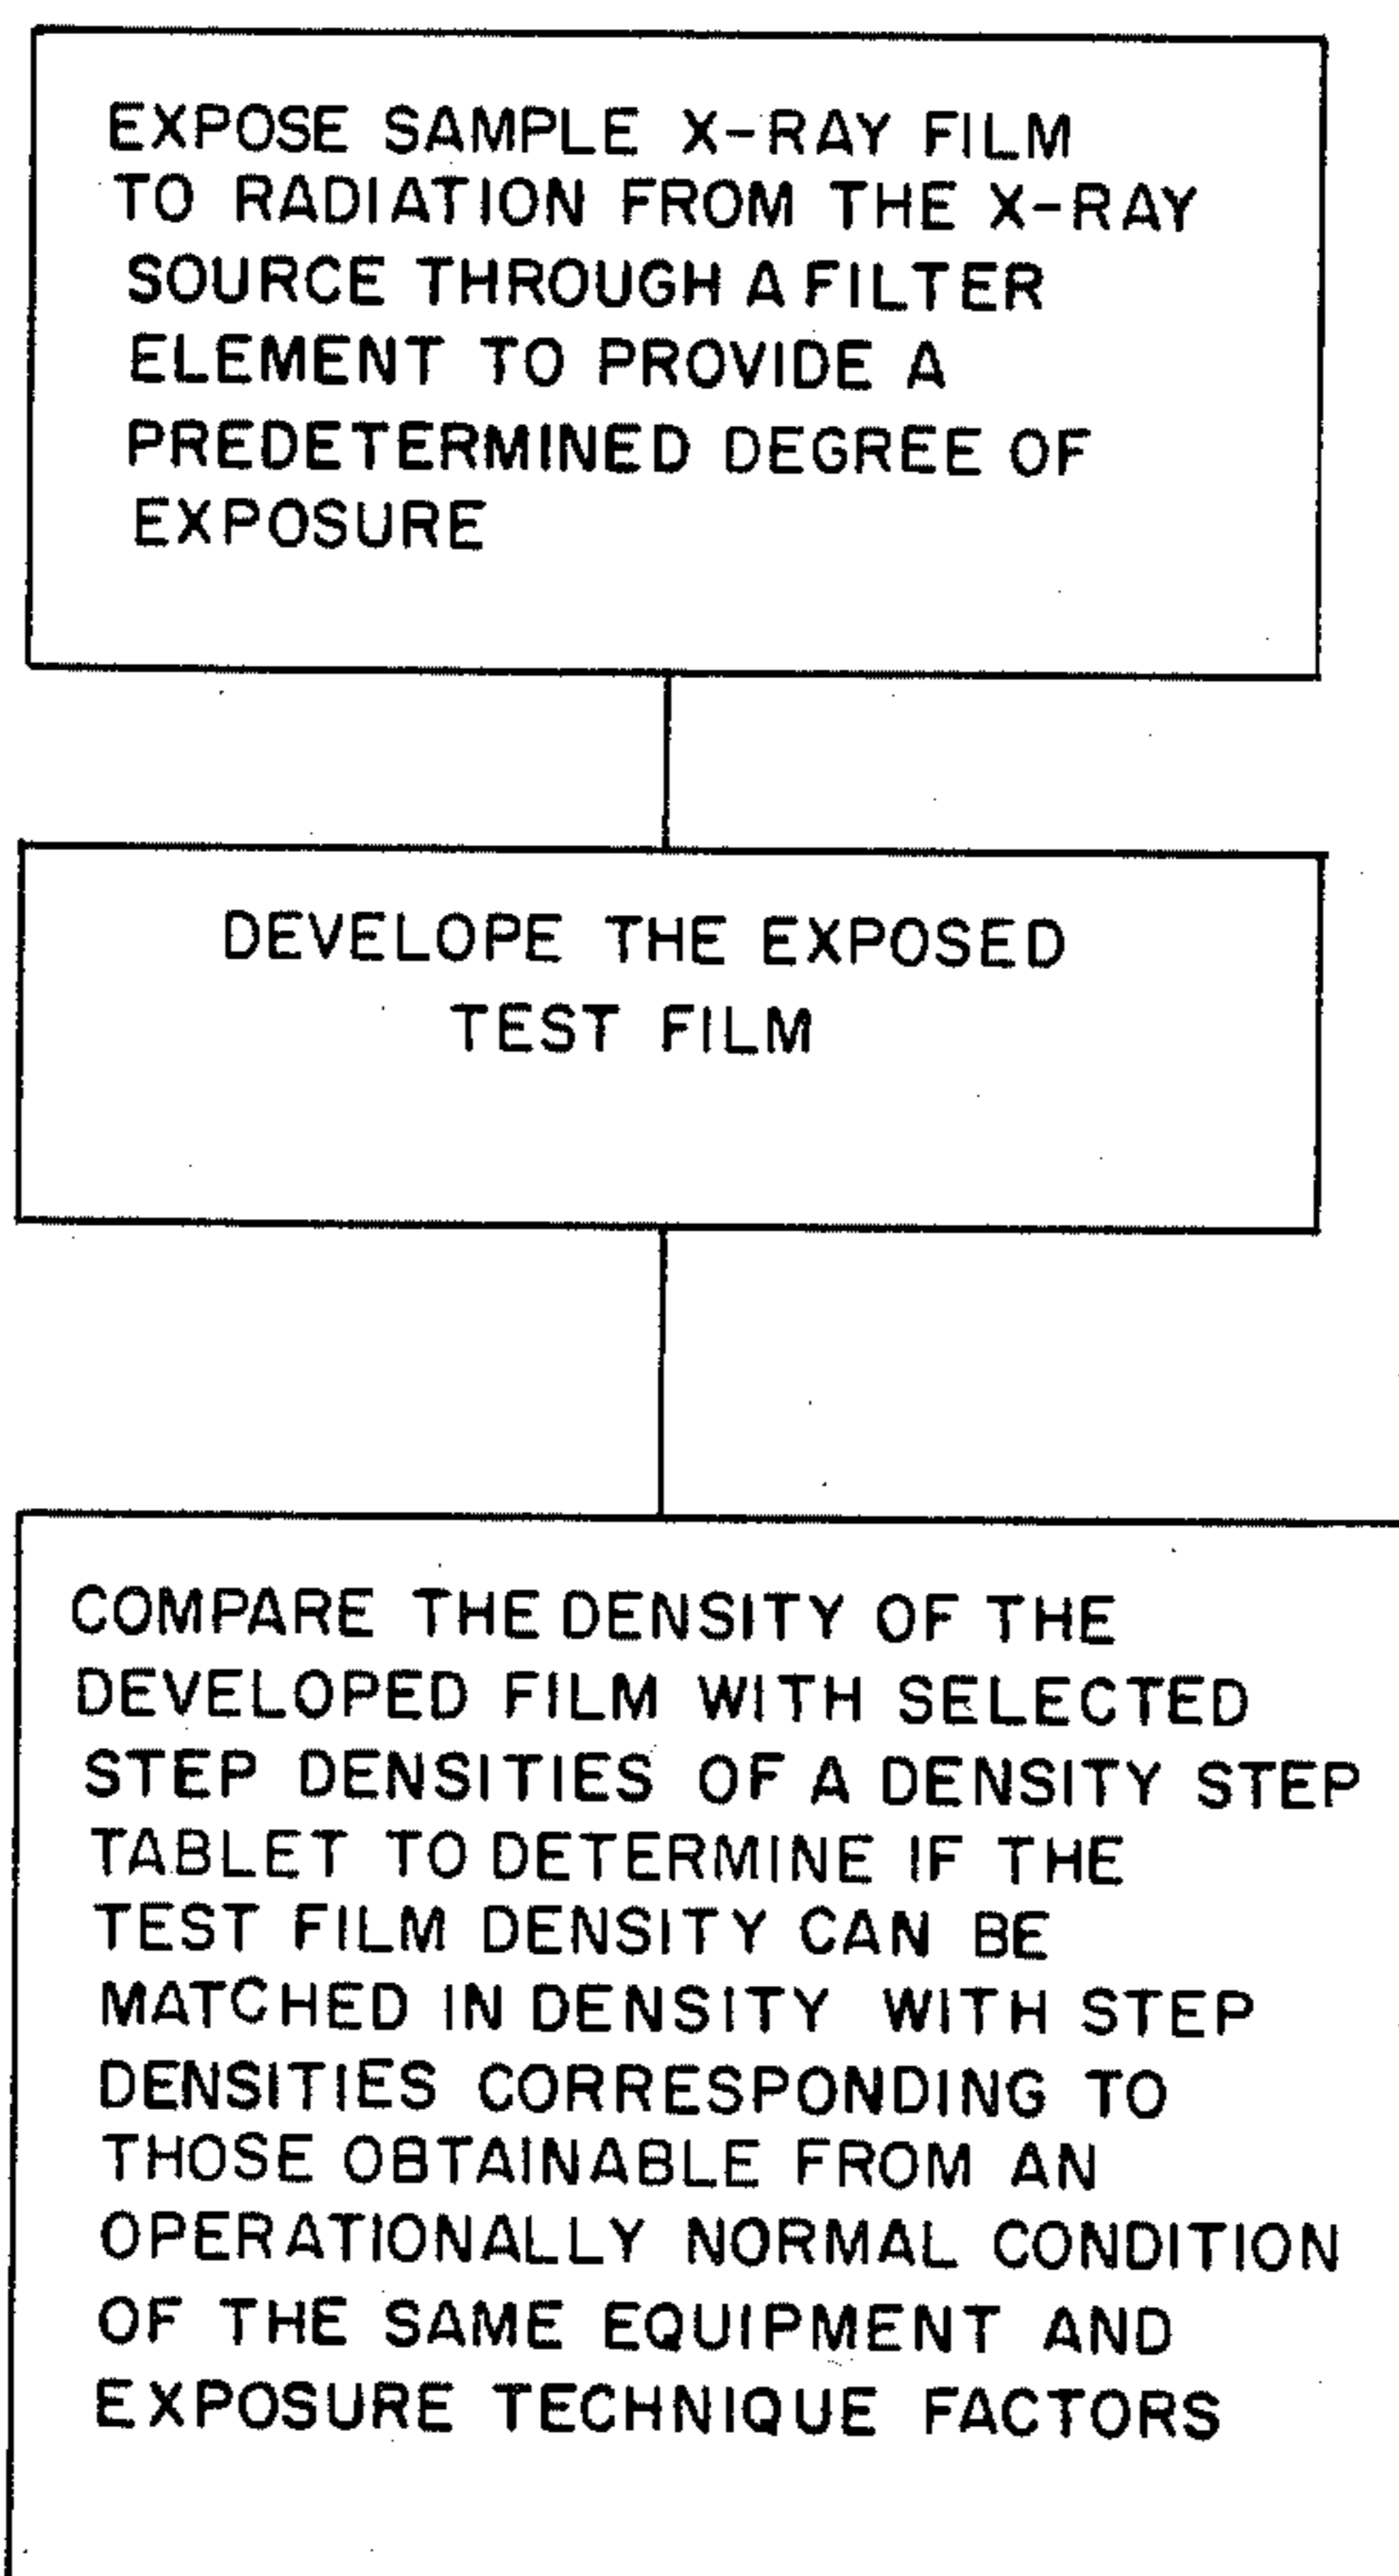 EXPOSE SAMPLE X-RAY FILM
TO RADIATION FROM THE X-RAY
SOURCE THROUGH A FILTER
ELEMENT TO PROVIDE A
PREDETERMINED DEGREE OF
EXPOSURE
DEVELOPE THE EXPOSED
TEST FILM
COMPARE THE DENSITY OF THE
DEVELOPED FILM WITH SELECTED
STEP DENSITIES OF A DENSITY STEP
TABLET TO DETERMINE IF THE
TEST FILM DENSITY CAN BE
MATCHED IN DENSITY WITH STEP
DENSITIES CORRESPONDING TO
THOSE OBTAINABLE FROM AN
OPERATIONALLY NORMAL CONDITION
OF THE SAME EQUIPMENT AND
EXPOSURE TECHNIQUE FACTORS